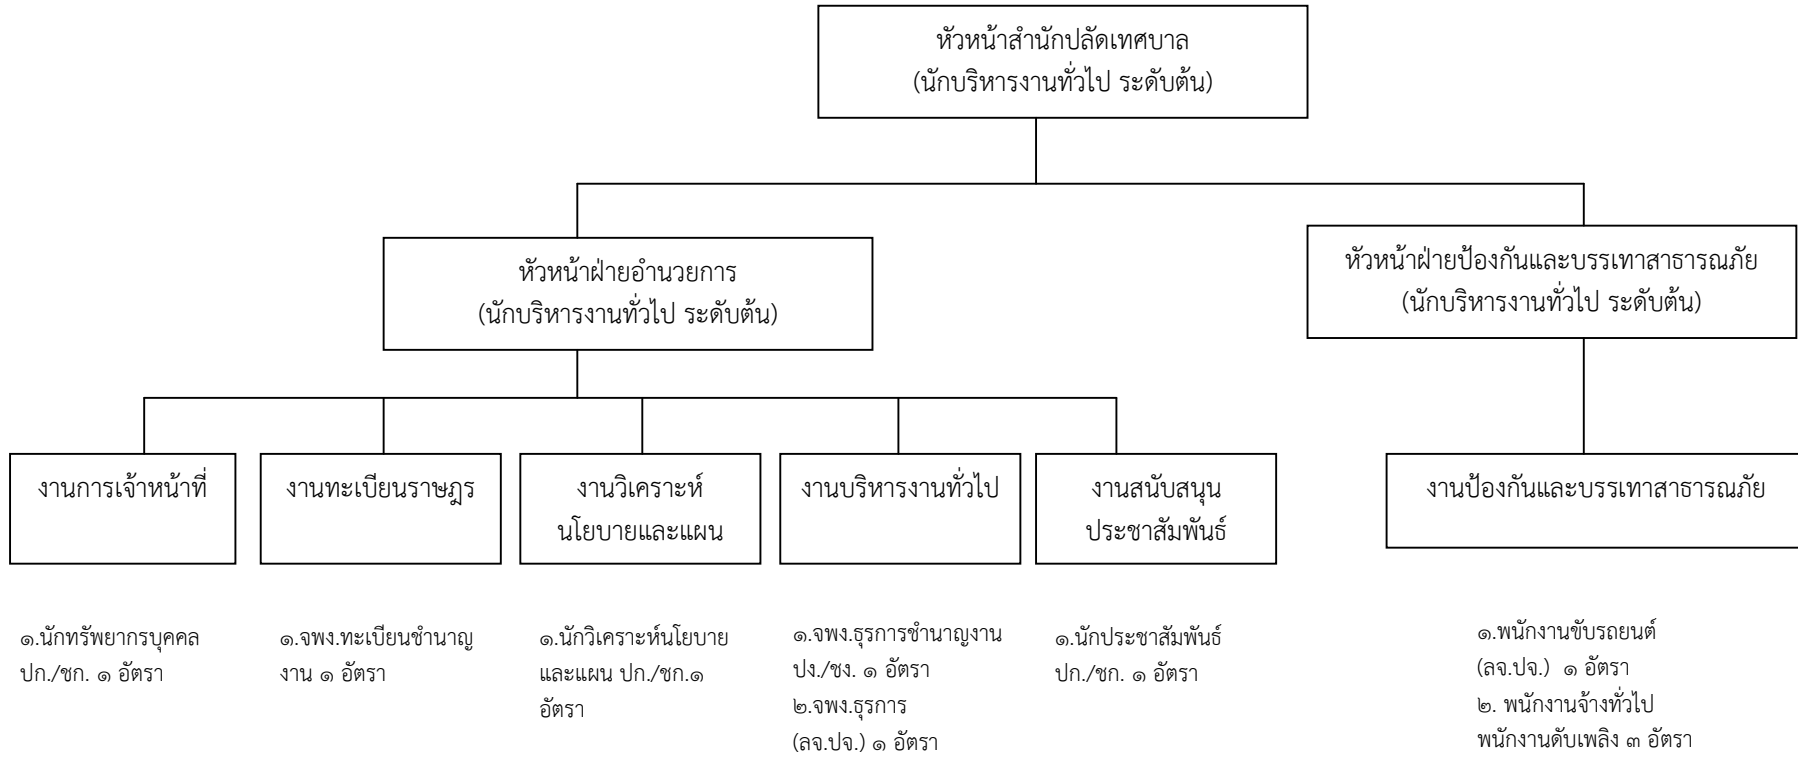 หัวหน้าสำนักปลัดเทศบาล
(นักบริหารงานทั่วไป ระดับต้น)
หัวหน้าฝ่ายอำนวยการ
(นักบริหารงานทั่วไป ระดับต้น)
หัวหน้าฝ่ายป้องกันและบรรเทาสาธารณภัย
(นักบริหารงานทั่วไป ระดับต้น)
งานการเจ้าหน้าที่
งานทะเบียนราษฎร
งานวิเคราะห์
นโยบายและแผน
งานบริหารงานทั่วไป
งานสนับสนุน
ประชาสัมพันธ์
งานป้องกันและบรรเทาสาธารณภัย
๑.นักทรัพยากรบุคคล
ปก./ชก. ๑ อัตรา
๑.จพง.ทะเบียนชำนาญ
งาน ๑ อัตรา
๑.นักวิเคราะห์นโยบาย
และแผน ปก./ชก.๑
อัตรา
๑.จพง.ธุรการชำนาญงาน
ปง./ชง. ๑ อัตรา
๒.จพง.ธุรการ
(ลจ.ปจ.) ๑ อัตรา
๑.นักประชาสัมพันธ์
ปก./ชก. ๑ อัตรา
๑.พนักงานขับรถยนต์
(ลจ.ปจ.) ๑ อัตรา
๒. พนักงานจ้างทั่วไป
พนักงานดับเพลิง ๓ อัตรา